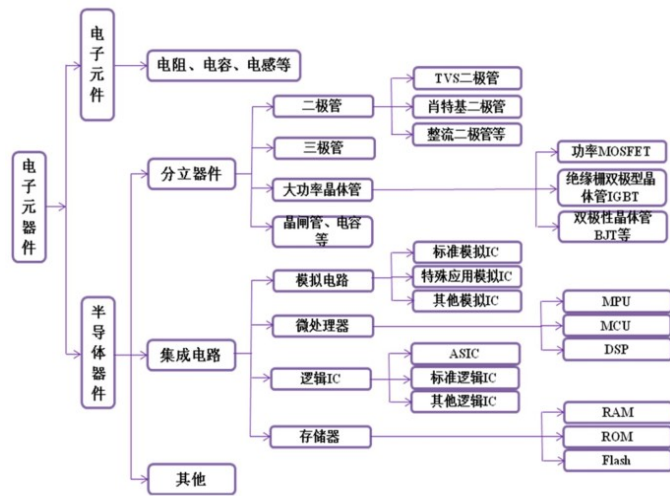 电子元器件
电子元件
电阻、电容、电感等
半导体器件
分立器件
二极管
TVS二极管
肖特基二极管
整流二极管等
三极管
大功率晶体管
功率MOSFET
绝缘栅双极型晶
体管IGBT
双极性晶体管
BJT等
晶闸管、电容
等
集成电路
模拟电路
标准模拟IC
特殊应用模拟IC
其他模拟IC
微处理器
MPU
MCU
DSP
逻辑IC
ASIC
标准逻辑IC
其他逻辑IC
存储器
RAM
ROM
Flash
其他